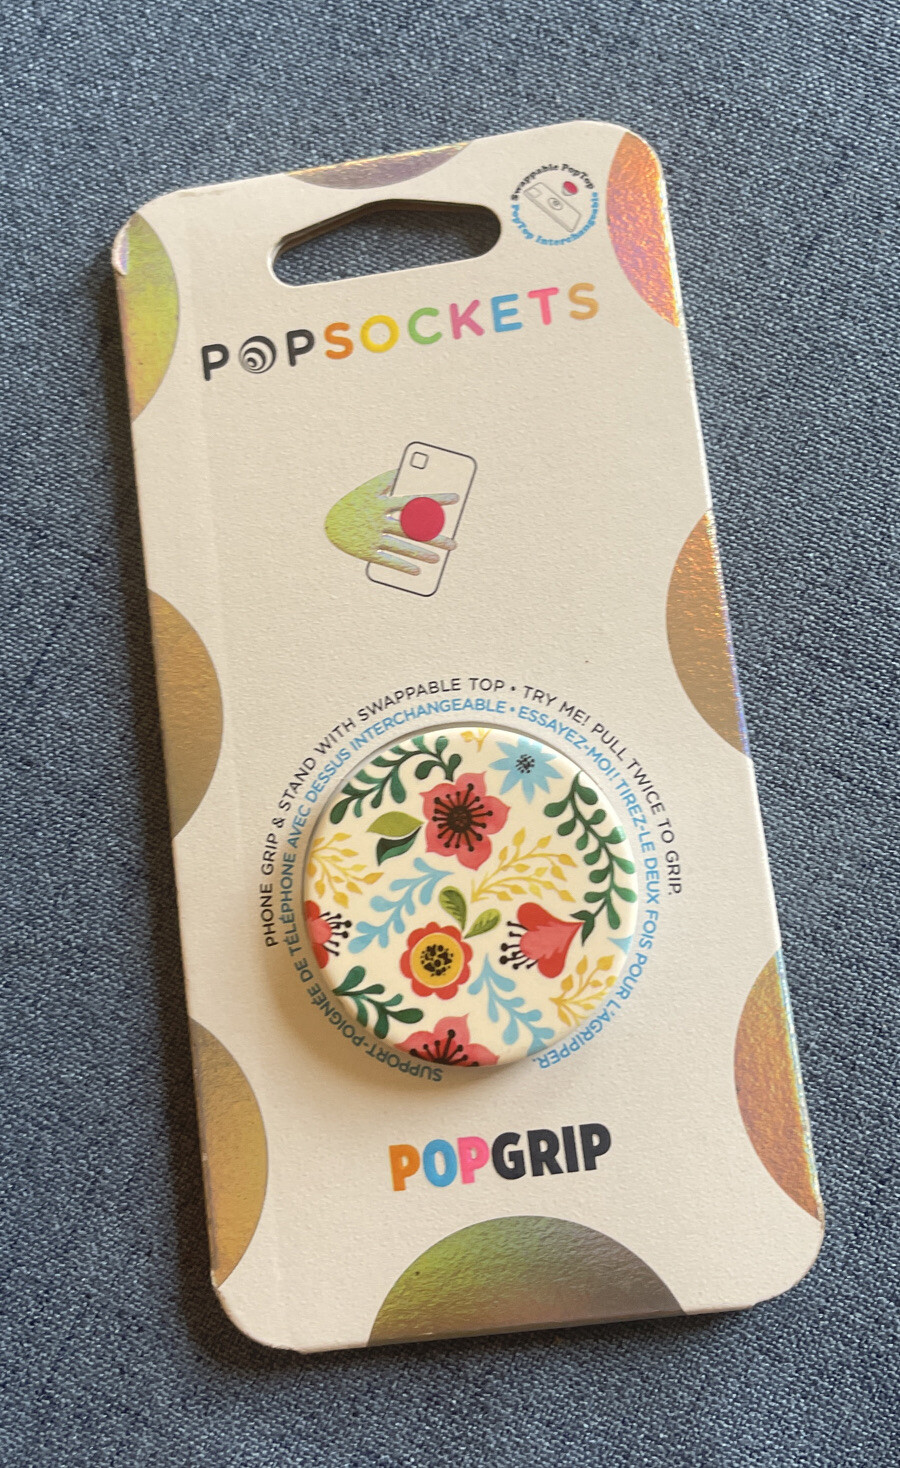 Swappable PopTop
PopTop Interchangeable
POPSOCKETS
PHONE GRIP & STAND WITH SWAPPABLE TOP • TRY ME! PULL TWICE TO GRIP.
SUPPORT-POIGNÉE DE TÉLÉPHONE AVEC DESSUS INTERCHANGEABLE • ESSAYEZ-MOI! TIREZ-LE DEUX FOIS POUR L'AGRIPPER.
POPGRIP